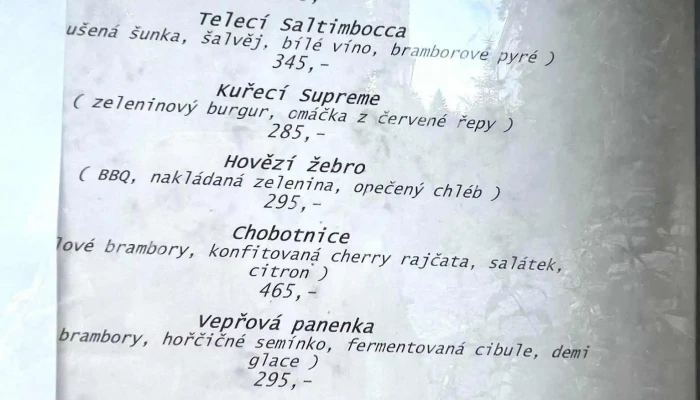 Telecí Saltimbocca
ušená šunka, šalvěj, bílé víno, bramborové pyré )
345,-
Kuřecí Supreme
( zeleninový burgur, omáčka z červené řepy )
285,-
Hovězí žebro
( BBQ, nakládaná zelenina, opečený chléb )
295,-
Chobotnice
lové brambory, konfitovaná cherry rajčata, salátek,
citron )
465,-
Vepřová panenka
brambory, hořčičné semínko, fermentovaná cibule, demi
glace )
295,-